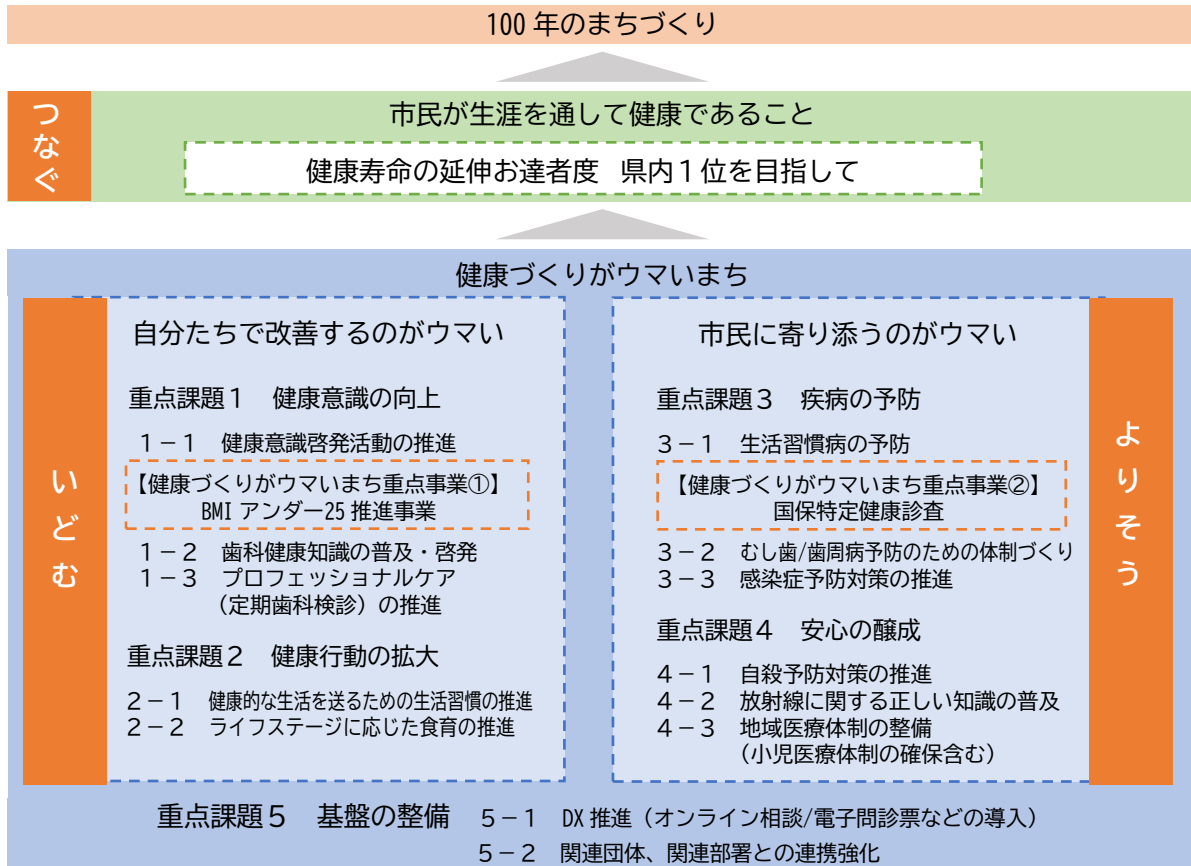 100 年のまちづくり
つなぐ
市民が生涯を通して健康であること
健康寿命の延伸お達者度 県内1位を目指して
健康づくりがウマいまち
いどむ
自分たちで改善するのがウマい
重点課題1 健康意識の向上
1-1 健康意識啓発活動の推進
【健康づくりがウマいまち重点事業①】
BMI アンダー25 推進事業
1-2 歯科健康知識の普及・啓発
1-3 プロフェッショナルケア
(定期歯科検診)の推進
重点課題2 健康行動の拡大
2-1 健康的な生活を送るための生活習慣の推進
2-2 ライフステージに応じた食育の推進
市民に寄り添うのがウマい
重点課題3 疾病の予防
3-1 生活習慣病の予防
【健康づくりがウマいまち重点事業②】
国保特定健康診査
3-2 むし歯/歯周病予防のための体制づくり
3-3 感染症予防対策の推進
重点課題4 安心の醸成
4-1 自殺予防対策の推進
4-2 放射線に関する正しい知識の普及
4-3 地域医療体制の整備
(小児医療体制の確保含む)
よりそう
重点課題5 基盤の整備 5-1 DX 推進(オンライン相談/電子問診票などの導入)
5-2 関連団体、関連部署との連携強化